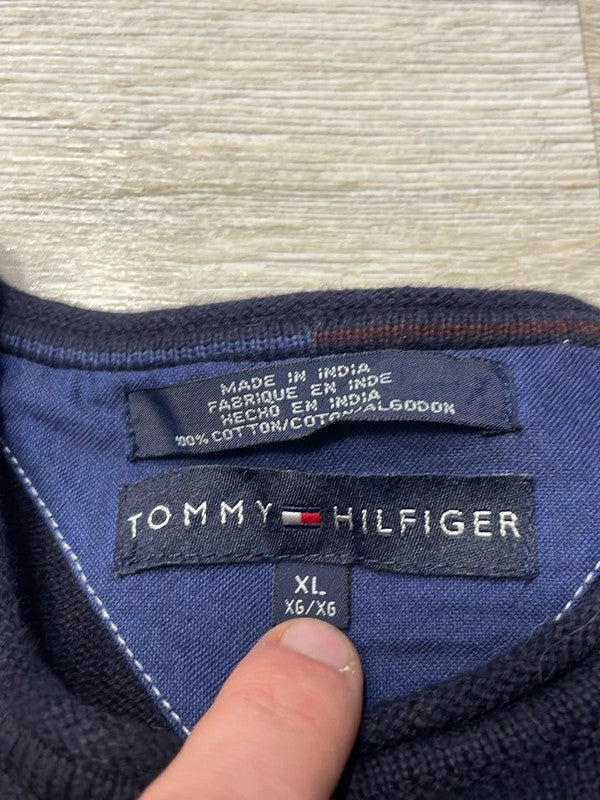 MADE IN INDIA
FABRIQUE EN INDE
HECHO EN INDIA
100% COTTON/COTON/ALGODON
TOMMY HILFIGER
XL
XG/XG